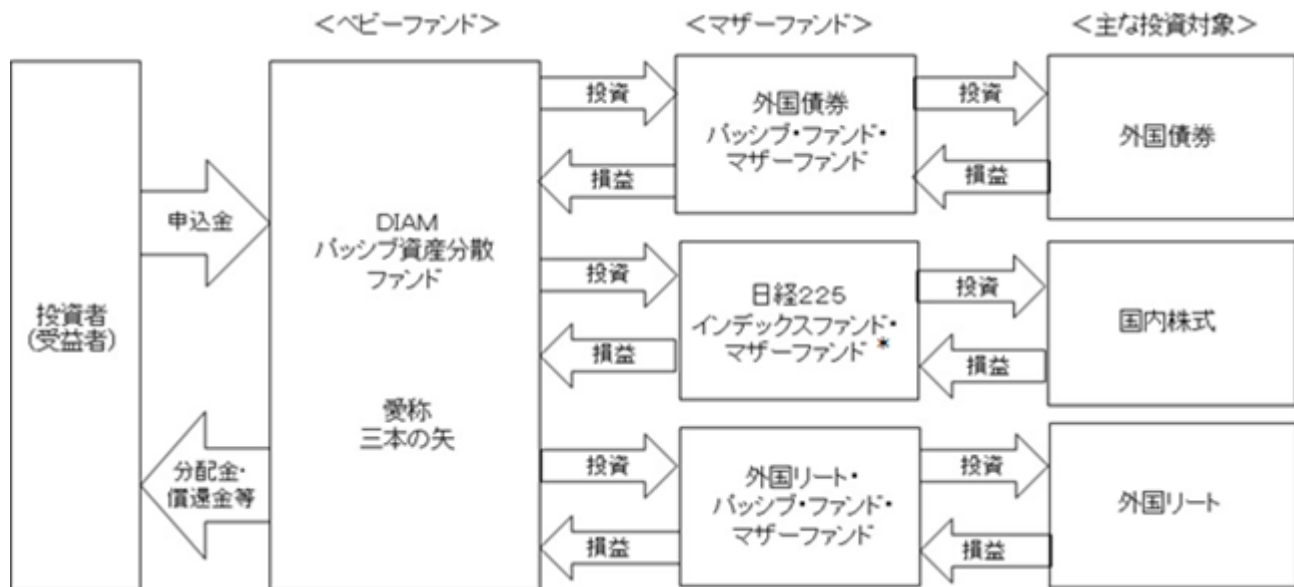 ＜ベビーファンド＞
＜マザーファンド＞
＜主な投資対象＞
投資者
(受益者)
申込金
分配金・
償還金等
DIAM
パッシブ資産分散
ファンド
愛称
三本の矢
投資
損益
外国債券
パッシブ・ファンド・
マザーファンド
投資
損益
外国債券
投資
損益
日経225
インデックスファンド・
マザーファンド*
投資
損益
国内株式
投資
損益
外国リート・
パッシブ・ファンド・
マザーファンド
投資
損益
外国リート